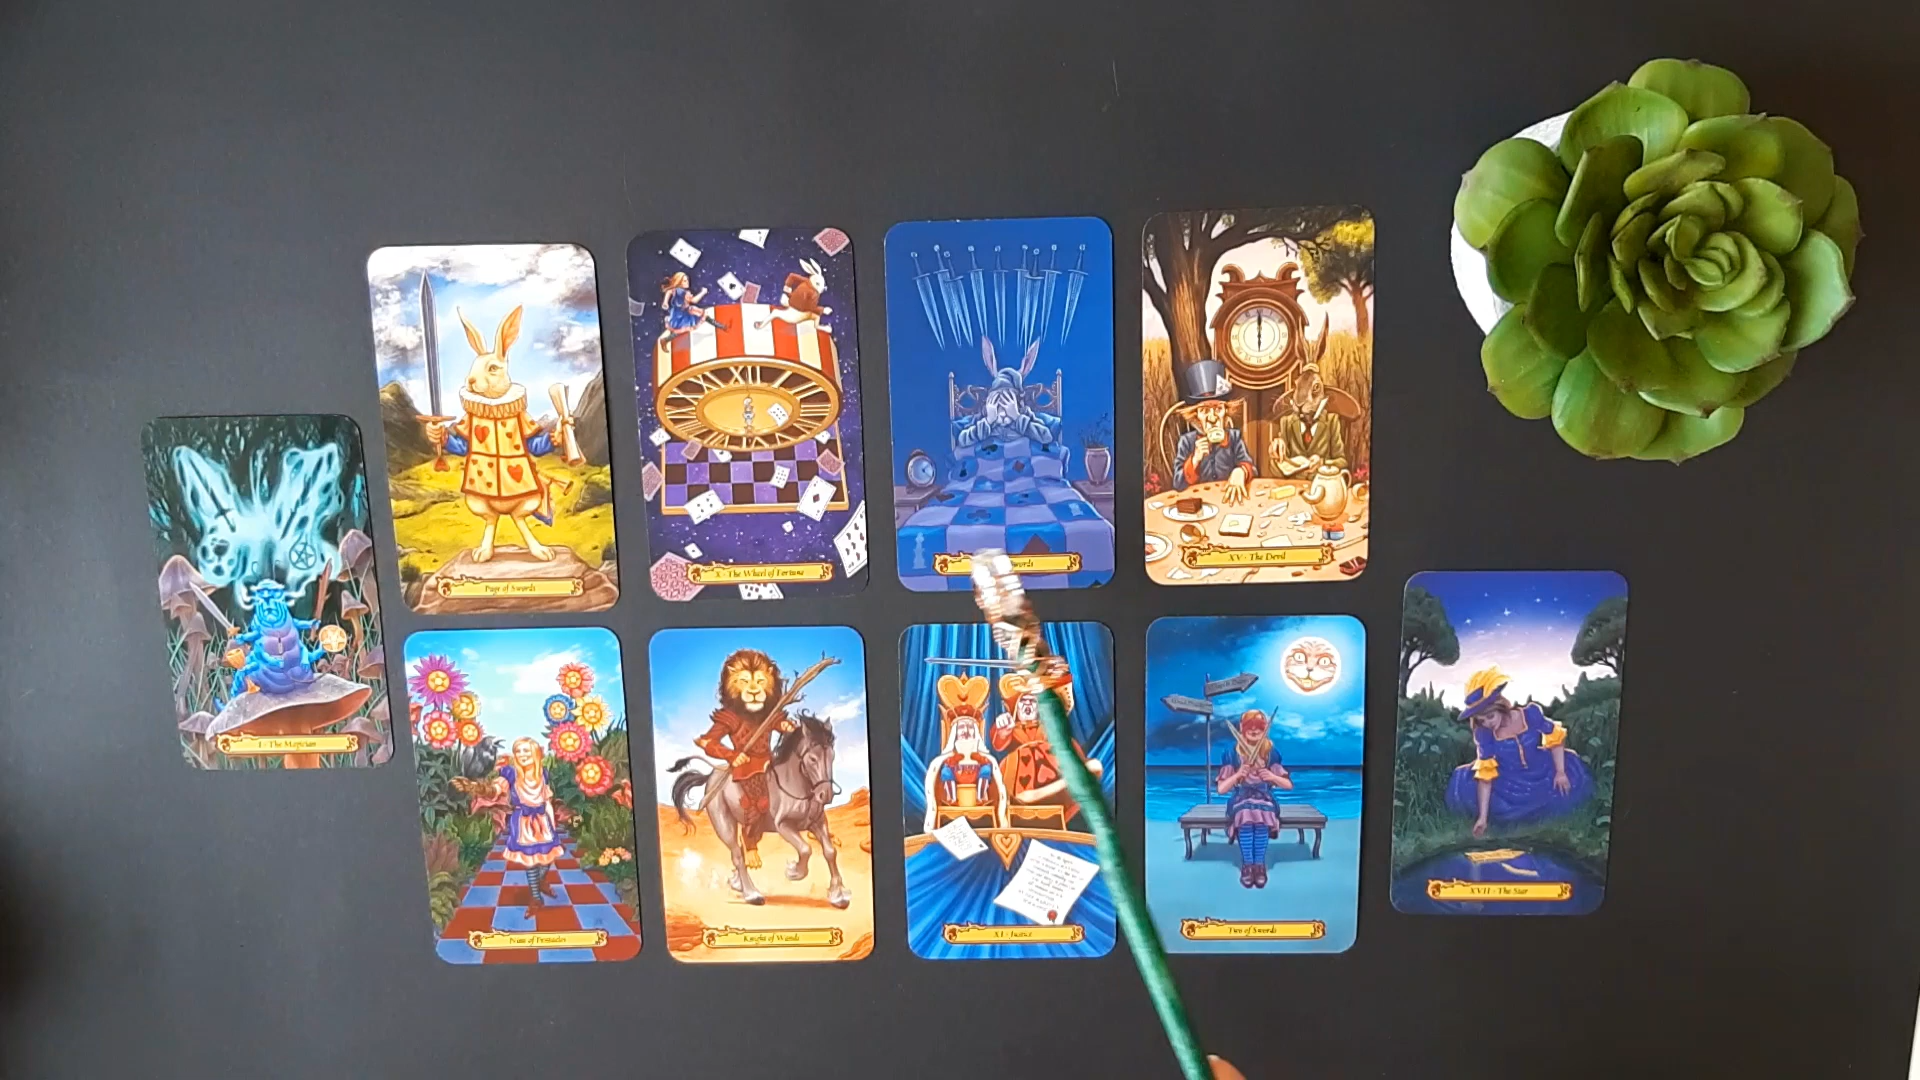 Page of Swords
X - The Wheel of Fortune
Swords
XV - The Devil
I - The Magician
Nine of Pentacles
Knight of Wands
XI - Justice
Two of Swords
XVII - The Star